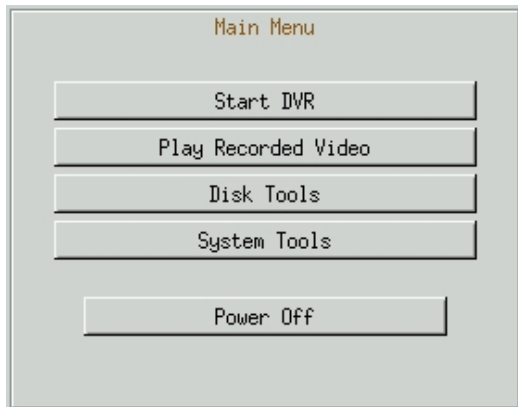 Main Menu
Start DVR
Play Recorded Video
Disk Tools
System Tools
Power Off